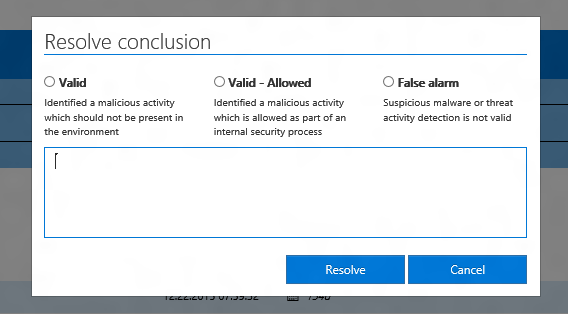 Resolve conclusion
Valid
Identified a malicious activity
which should not be present in
the environment
Valid - Allowed
Identified a malicious activity
which is allowed as part of an
internal security process
False alarm
Suspicious malware or threat
activity detection is not valid
Resolve Cancel